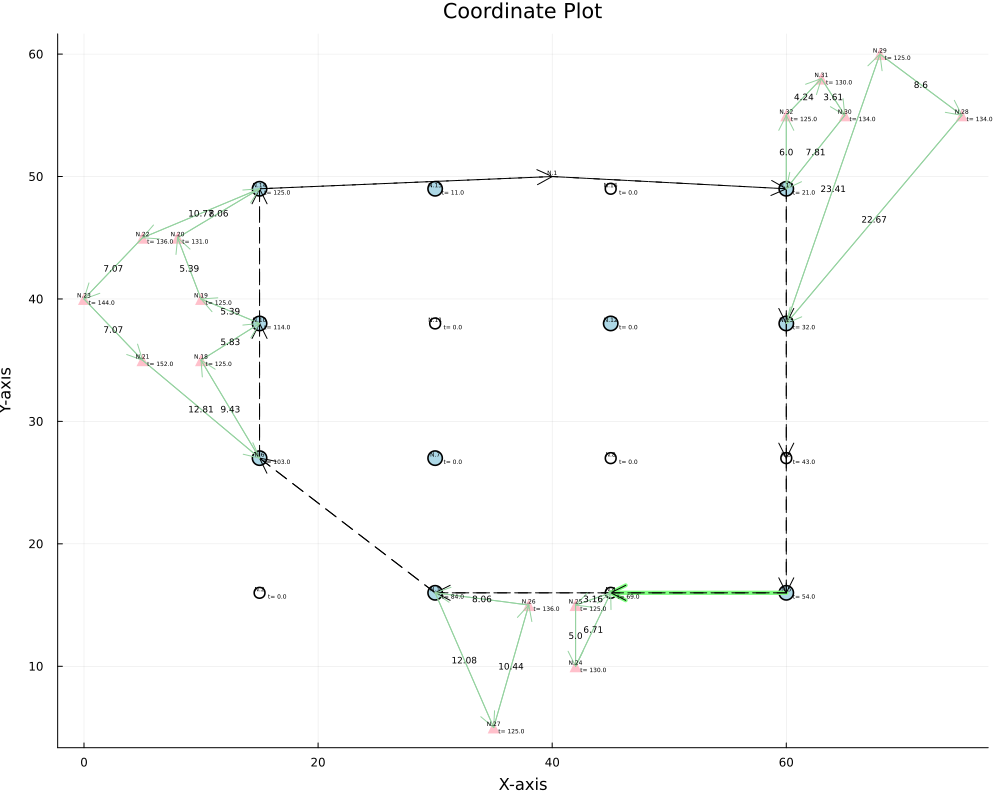 Coordinate Plot
60
N.29
t= 125.0
N.31
t= 130.0
8.6
4.24
3.61
N.32
t= 125.0
N.30
t= 134.0
N.28
t= 134.0
6.0
7.81
50
N.1
t= 125.0
t= 11.0
t= 0.0
t= 21.0
23.41
10.77
8.06
22.67
N.22
t= 136.0
N.20
t= 131.0
7.07
5.39
40
N.23
t= 144.0
N.19
t= 125.0
5.39
t= 114.0
t= 0.0
t= 0.0
t= 32.0
7.07
5.83
N.21
t= 152.0
N.18
t= 125.0
12.81
9.43
30
t= 103.0
t= 0.0
t= 0.0
t= 43.0
Y-axis
20
t= 0.0
t= 84.0
8.06
N.26
t= 136.0
N.25
t= 125.0
3.16
t= 69.0
t= 54.0
5.0
6.71
12.08
10.44
N.24
t= 130.0
10
N.27
t= 125.0
0
20
40
60
X-axis